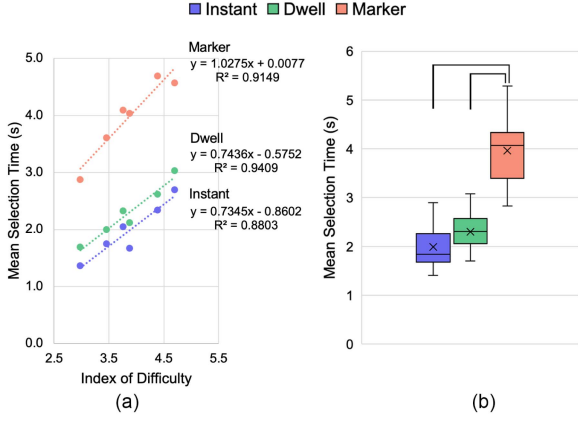 Instant Dwell Marker
Mean Selection Time (s)
5.0
4.0
3.0
2.0
1.0
0.0
2.5 3.5 4.5 5.5
Index of Difficulty
Marker
y = 1.0275x + 0.0077
R² = 0.9149
Dwell
y = 0.7436x - 0.5752
R² = 0.9409
Instant
y = 0.7345x - 0.8602
R² = 0.8803
(a)
Mean Selection Time (s)
6
5
4
3
2
1
0
(b)